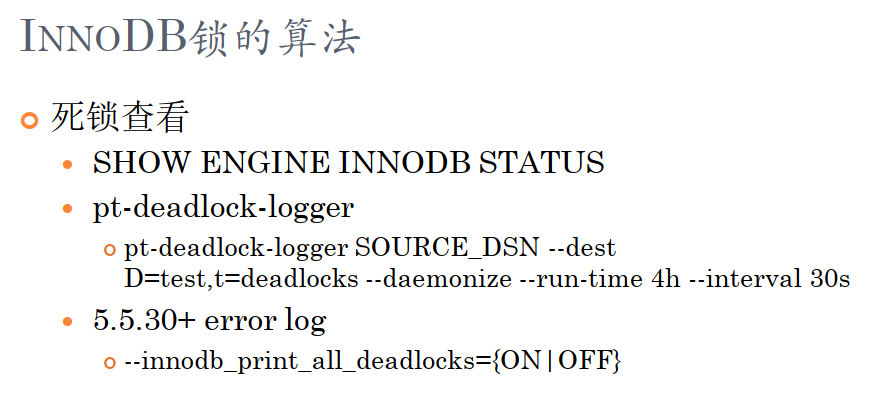 INNODB锁的算法
死锁查看
SHOW ENGINE INNODB STATUS
pt-deadlock-logger
pt-deadlock-logger SOURCE_DSN --dest
D=test,t=deadlocks --daemonize --run-time 4h --interval 30s
5.5.30+ error log
--innodb_print_all_deadlocks={ON|OFF}